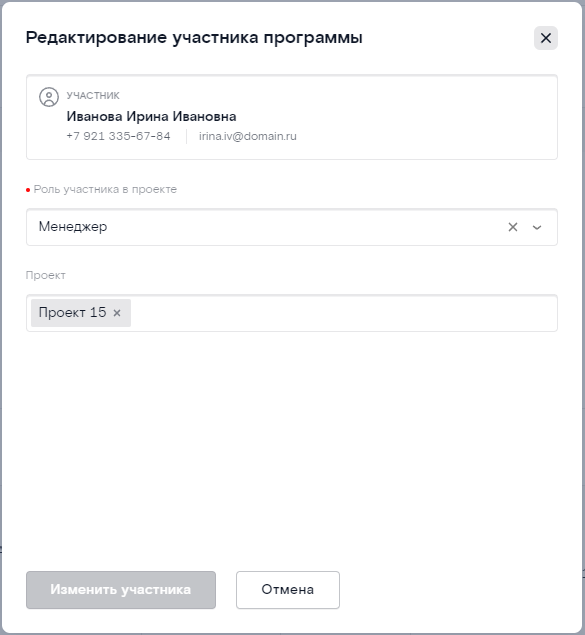 Редактирование участника программы
УЧАСТНИК
Иванова Ирина Ивановна
+7 921 335-67-84 irina.iv@domain.ru
Роль участника в проекте
Менеджер
Проект
Проект 15
Изменить участника Отмена